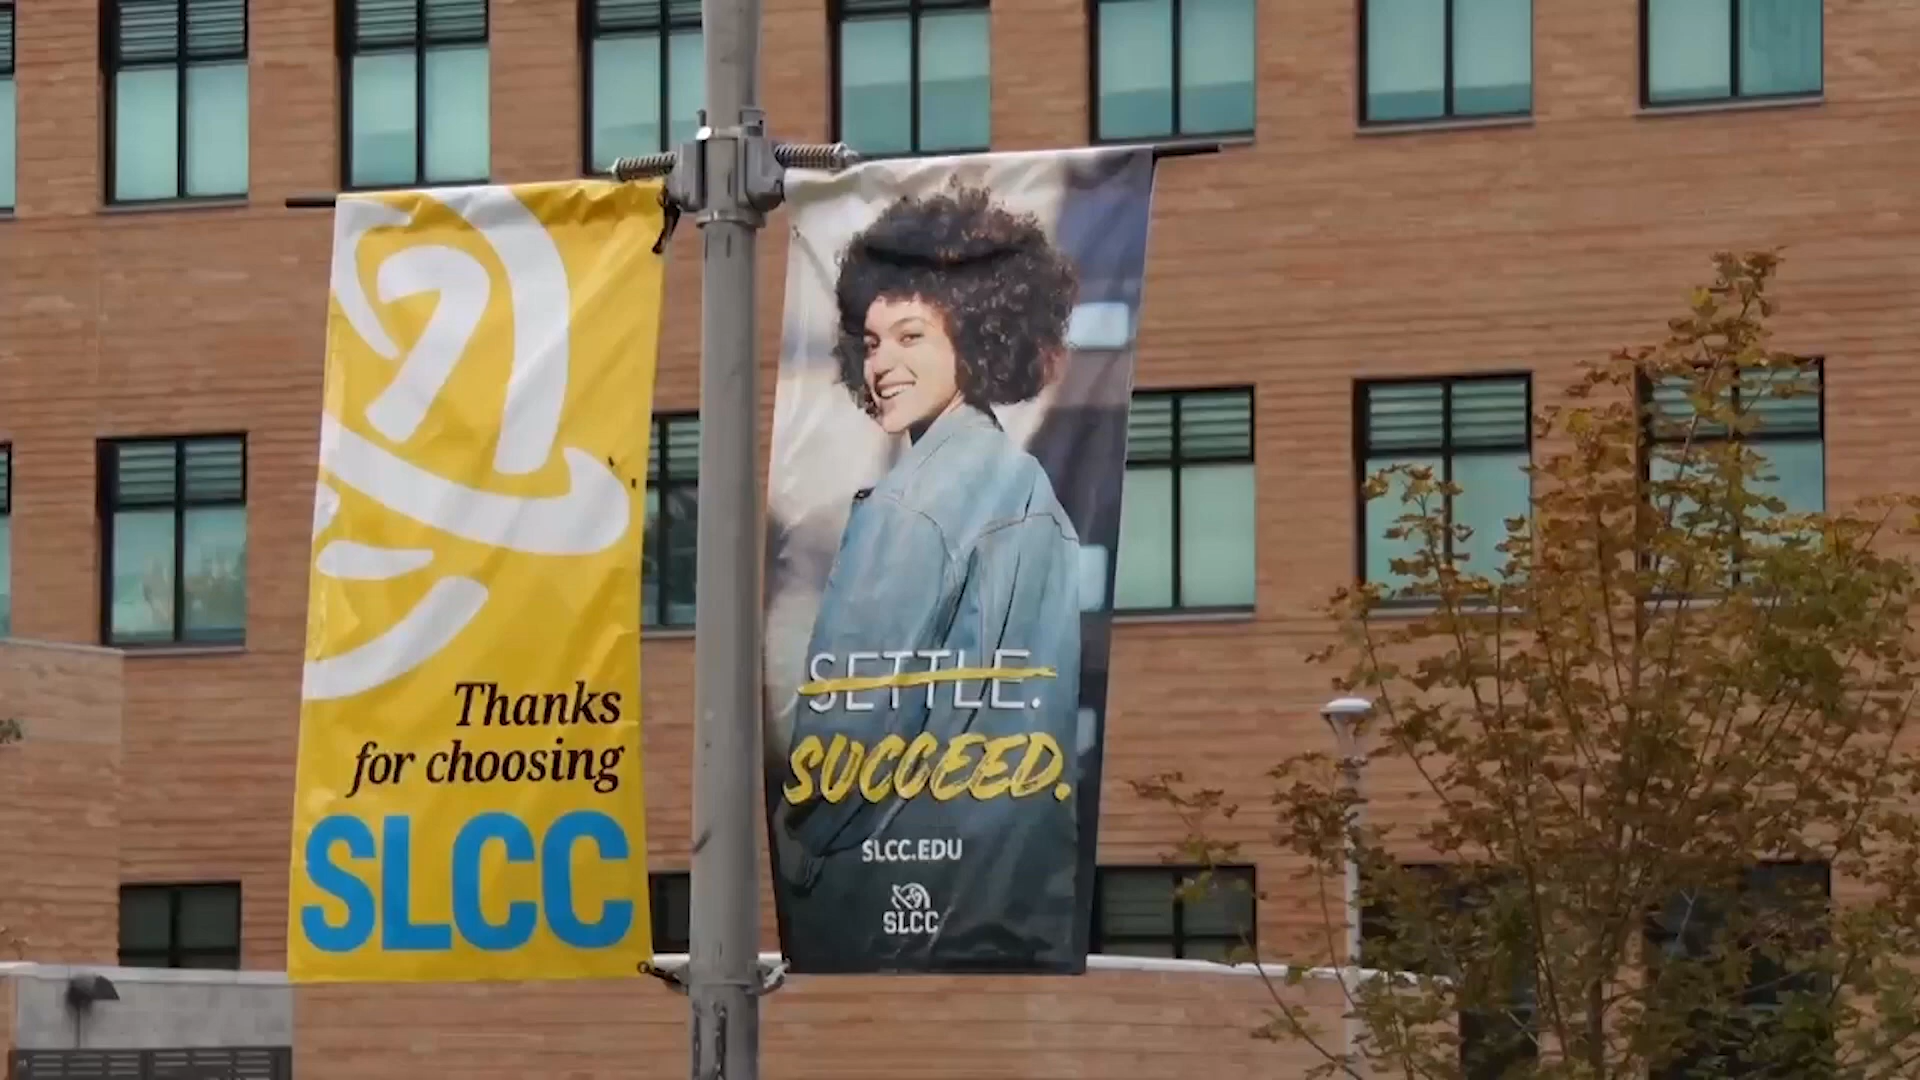 Thanks
for choosing
SLCC
SETTLE.
SUCCEED.
SLCC.EDU
SLCC